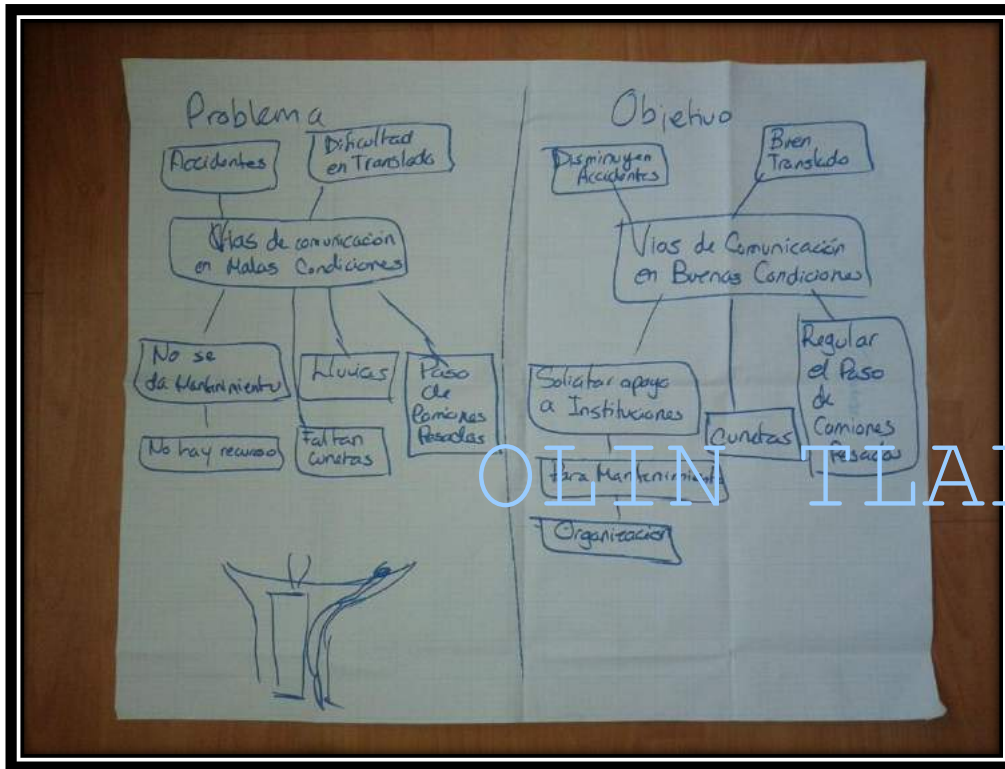 Problema
Accidentes
Dificultad
en Translado
Vias de comunicación
en Malas Condiciones
No se
da Mantenimiento
No hay recurso
Lluvias
Faltan
cunetas
Paso
de
Camiones
Pesados
Objetivo
Disminuyen
Accidentes
Bien
Translado
Vias de Comunicación
en Buenas Condiciones
Solicitar apoyo
a Instituciones
Para Mantenimiento
Organización
Cunetas
Regular
el Paso
de
Camiones
Pesados
OLIN TLA